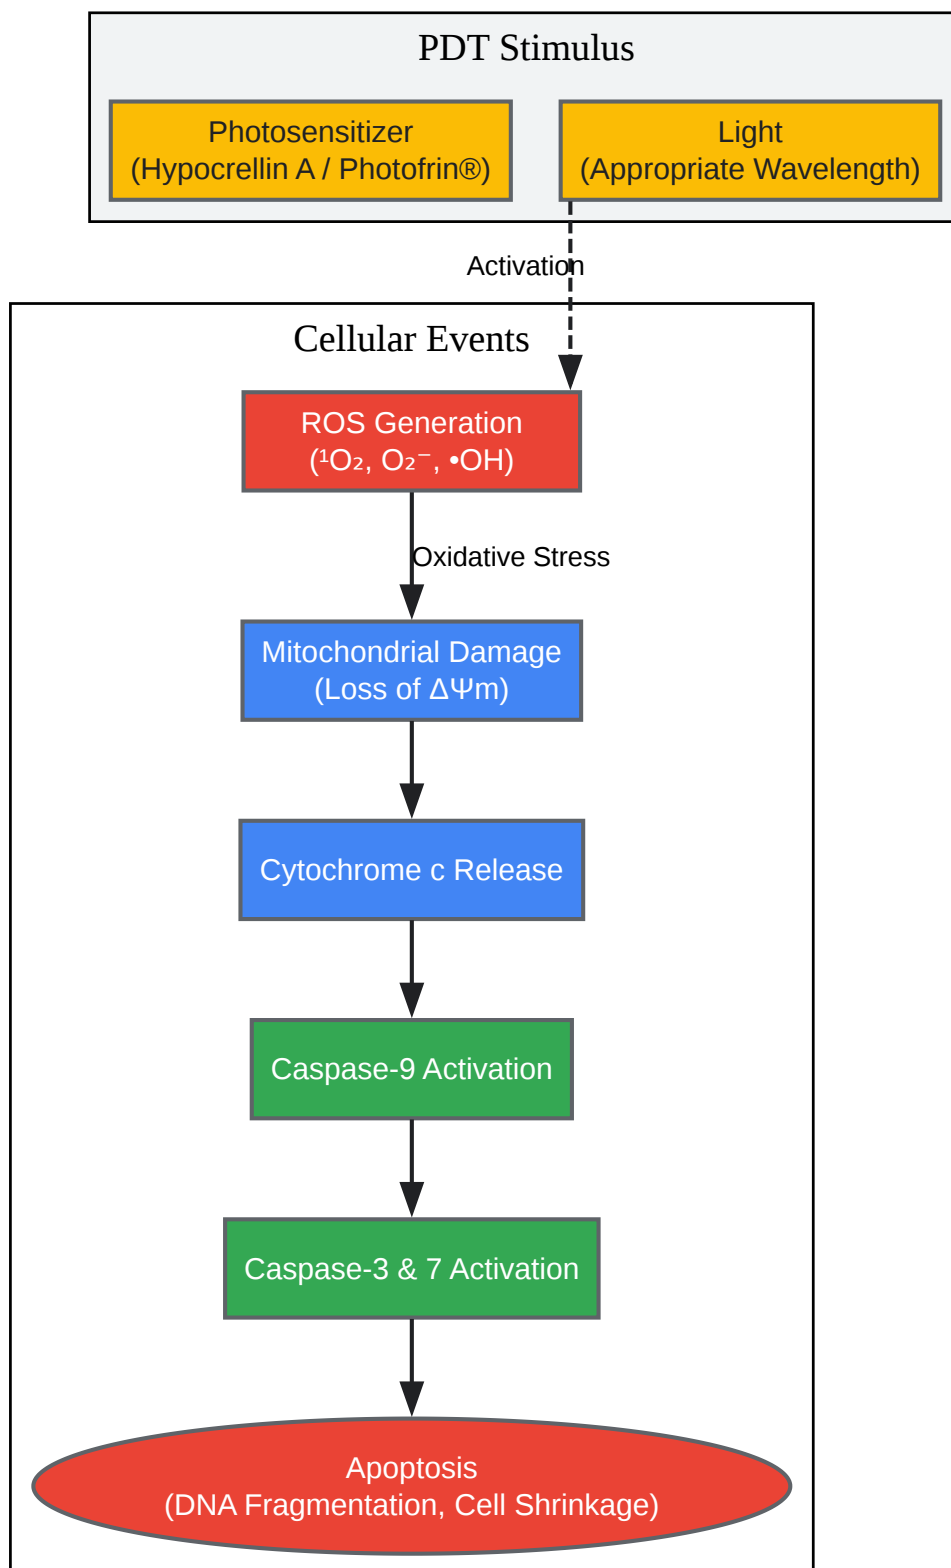 PDT Stimulus
Photosensitizer
(Hypocrellin A / Photofrin®)
Light
(Appropriate Wavelength)
Activation
Cellular Events
ROS Generation
(¹O₂, O₂⁻, •OH)
Oxidative Stress
Mitochondrial Damage
(Loss of ΔΨm)
Cytochrome c Release
Caspase-9 Activation
Caspase-3 & 7 Activation
Apoptosis
(DNA Fragmentation, Cell Shrinkage)